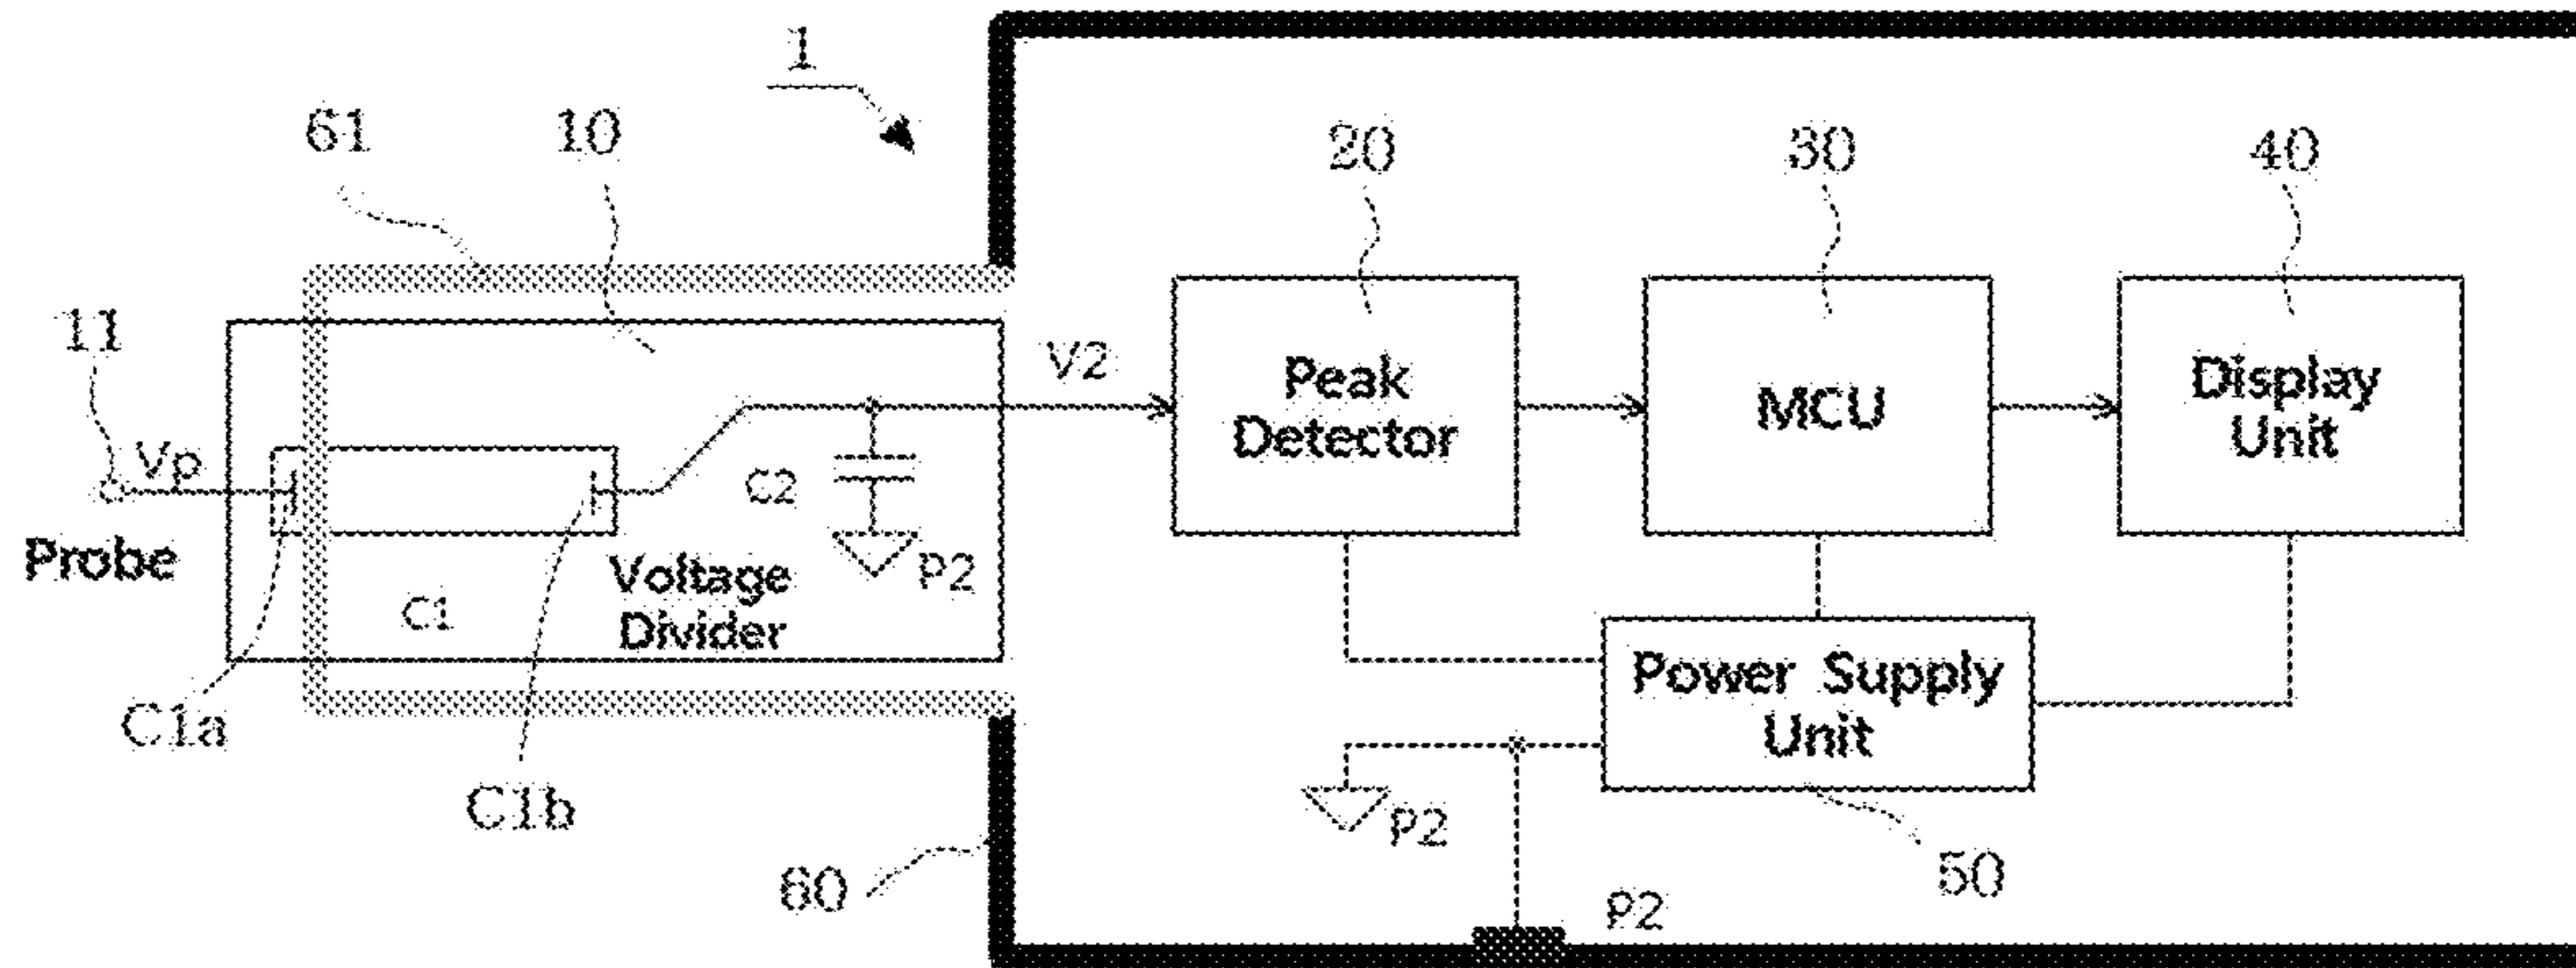 1
61
10
20
30
40
11
Vp
V2
Peak
Detector
MCU
Display
Unit
Probe
C2
P2
C1
Voltage
Divider
C1a
C1b
Power Supply
Unit
P2
60
50
P2